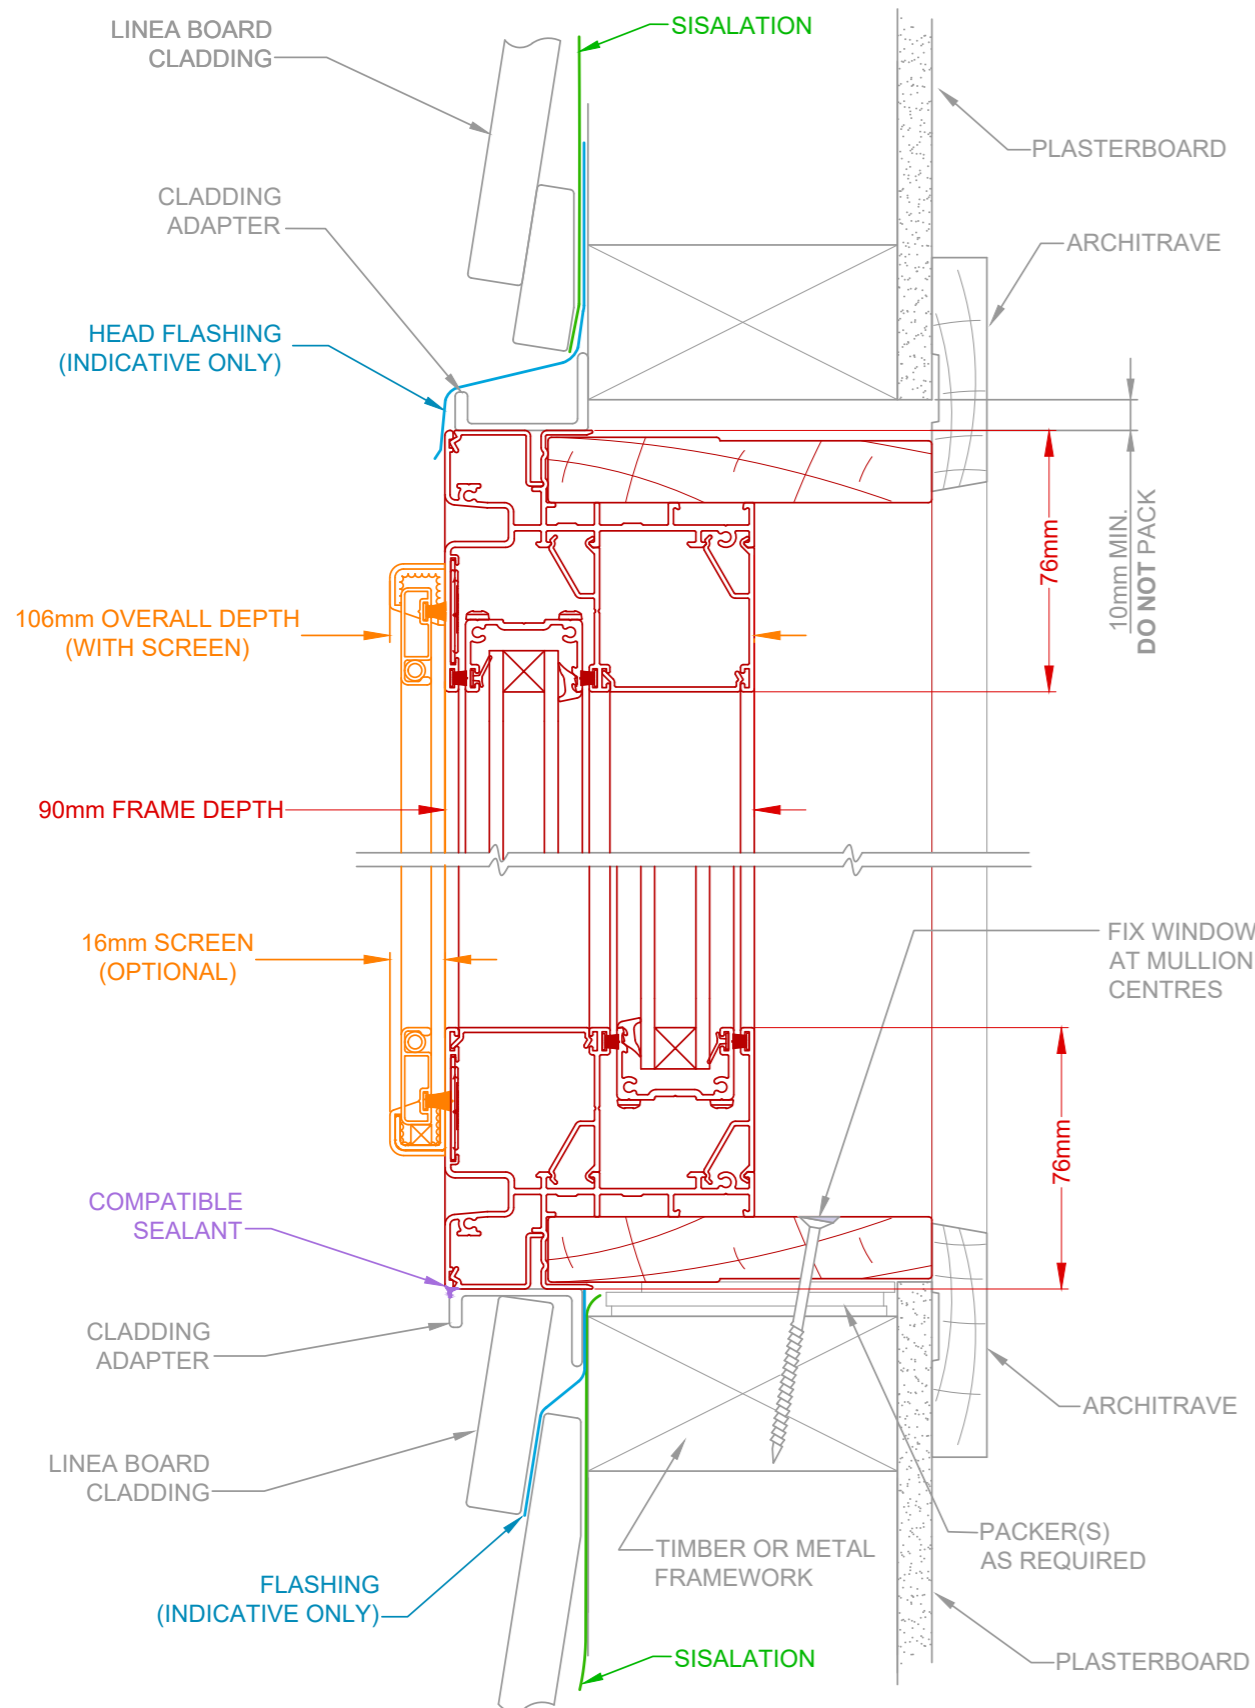 LINEA BOARD
CLADDING
SISALATION
PLASTERBOARD
CLADDING
ADAPTER
ARCHITRAVE
HEAD FLASHING
(INDICATIVE ONLY)
76mm
10mm MIN.
DO NOT PACK
106mm OVERALL DEPTH
(WITH SCREEN)
90mm FRAME DEPTH
16mm SCREEN
(OPTIONAL)
FIX WINDOW
AT MULLION
CENTRES
76mm
COMPATIBLE
SEALANT
CLADDING
ADAPTER
ARCHITRAVE
LINEA BOARD
CLADDING
PACKER(S)
AS REQUIRED
TIMBER OR METAL
FRAMEWORK
FLASHING
(INDICATIVE ONLY)
SISALATION
PLASTERBOARD